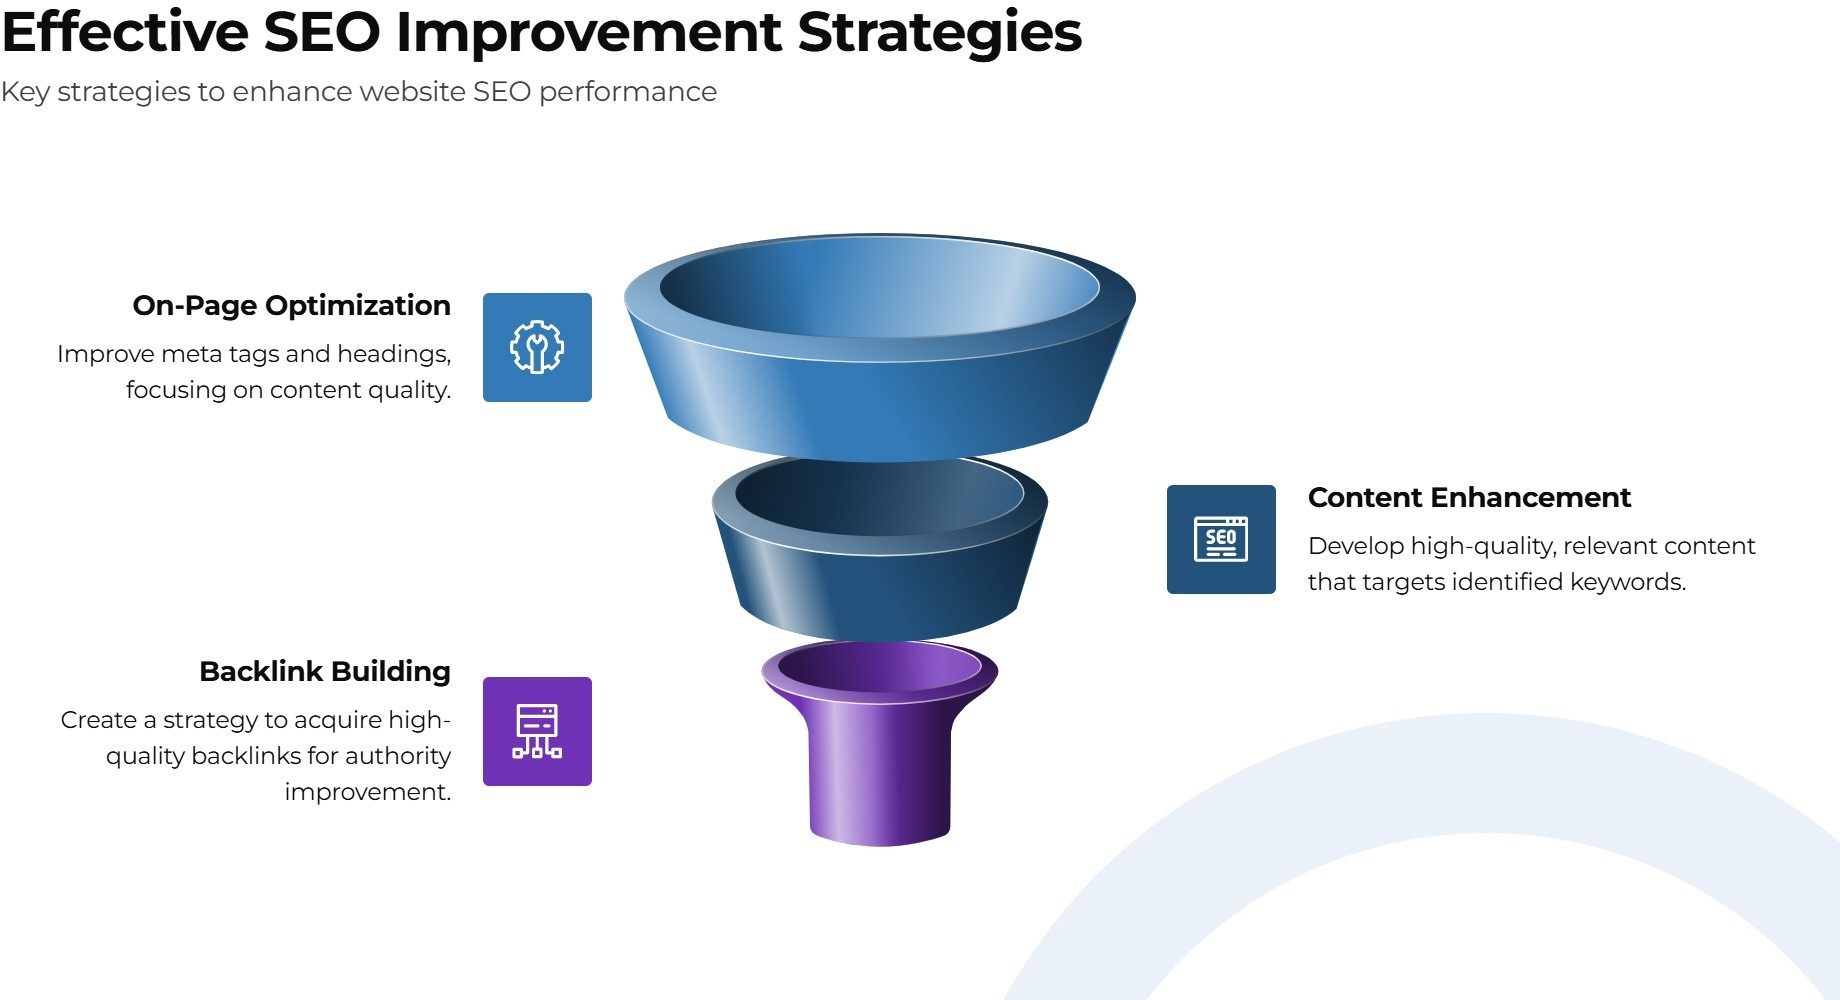 Effective SEO Improvement Strategies
Key strategies to enhance website SEO performance
On-Page Optimization
Improve meta tags and headings,
focusing on content quality.
SEO
Content Enhancement
Develop high-quality, relevant content
that targets identified keywords.
Backlink Building
Create a strategy to acquire high-
quality backlinks for authority
improvement.